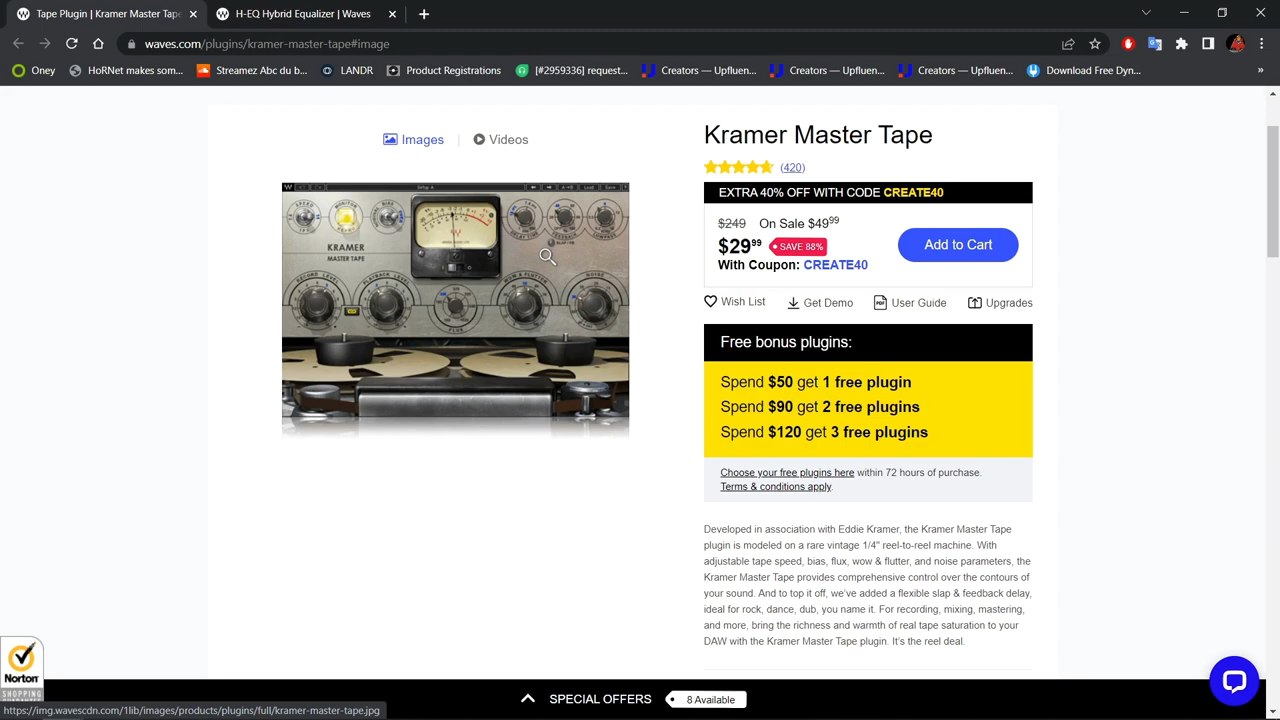 Tape Plugin | Kramer Master Tape
H-EQ Hybrid Equalizer | Waves
waves.com/plugins/kramer-master-tape#image
Oney
HoRNet makes som...
Streamez Abc du b...
LANDR
Product Registrations
[#2959336] request...
Creators — Upfluen...
Creators — Upfluen...
Creators — Upfluen...
Download Free Dyn...
»
Images
Videos
Kramer Master Tape
(420)
EXTRA 40% OFF WITH CODE CREATE40
$249 On Sale $49.99
$29.99 SAVE 88%
With Coupon: CREATE40
Add to Cart
Wish List
Get Demo
User Guide
Upgrades
KRAMER
MASTER TAPE
RECORD LEVEL
FLUX
NOISE
Free bonus plugins:
Spend $50 get 1 free plugin
Spend $90 get 2 free plugins
Spend $120 get 3 free plugins
Choose your free plugins here within 72 hours of purchase.
Terms & conditions apply.
Developed in association with Eddie Kramer, the Kramer Master Tape
plugin is modeled on a rare vintage 1/4" reel-to-reel machine. With
adjustable tape speed, bias, flux, wow & flutter, and noise parameters, the
Kramer Master Tape provides comprehensive control over the contours of
your sound. And to top it off, we've added a flexible slap & feedback delay,
ideal for rock, dance, dub, you name it. For recording, mixing, mastering,
and more, bring the richness and warmth of real tape saturation to your
DAW with the Kramer Master Tape plugin. It's the reel deal.
Norton
SHOPPING
SPECIAL OFFERS
8 Available
https://img.wavescdn.com/1lib/images/products/plugins/full/kramer-master-tape.jpg